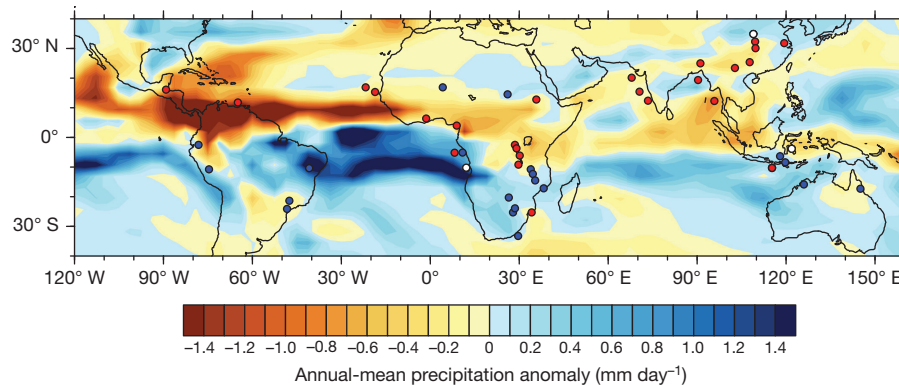 30° N
0°
30° S
120° W 90° W 60° W 30° W 0° 30° E 60° E 90° E 120° E 150° E
−1.4 −1.2 −1.0 −0.8 −0.6 −0.4 −0.2 0 0.2 0.4 0.6 0.8 1.0 1.2 1.4
Annual-mean precipitation anomaly (mm day⁻¹)